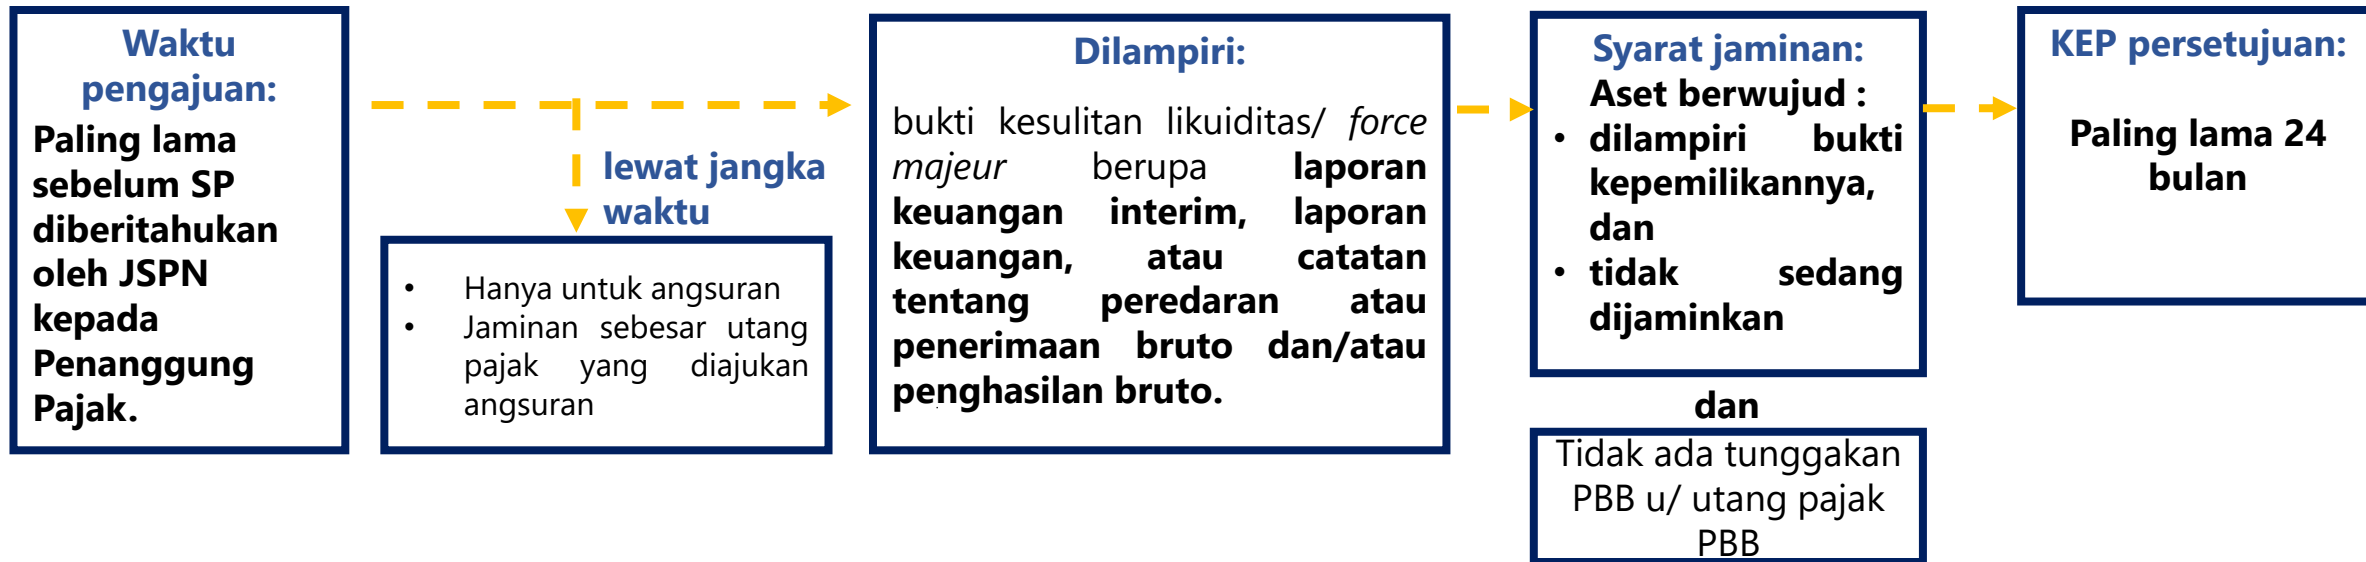 Waktu
pengajuan:
Paling lama
sebelum SP
diberitahukan
oleh JSPN
kepada
Penanggung
Pajak.
lewat jangka
waktu
• Hanya untuk angsuran
• Jaminan sebesar utang
pajak yang diajukan
angsuran
Dilampiri:
bukti kesulitan likuiditas/ force
majeur berupa laporan
keuangan interim, laporan
keuangan, atau catatan
tentang peredaran atau
penerimaan bruto dan/atau
penghasilan bruto.
Syarat jaminan:
Aset berwujud :
• dilampiri bukti
kepemilikannya,
dan
• tidak sedang
dijaminkan
dan
Tidak ada tunggakan
PBB u/ utang pajak
PBB
KEP persetujuan:
Paling lama 24
bulan